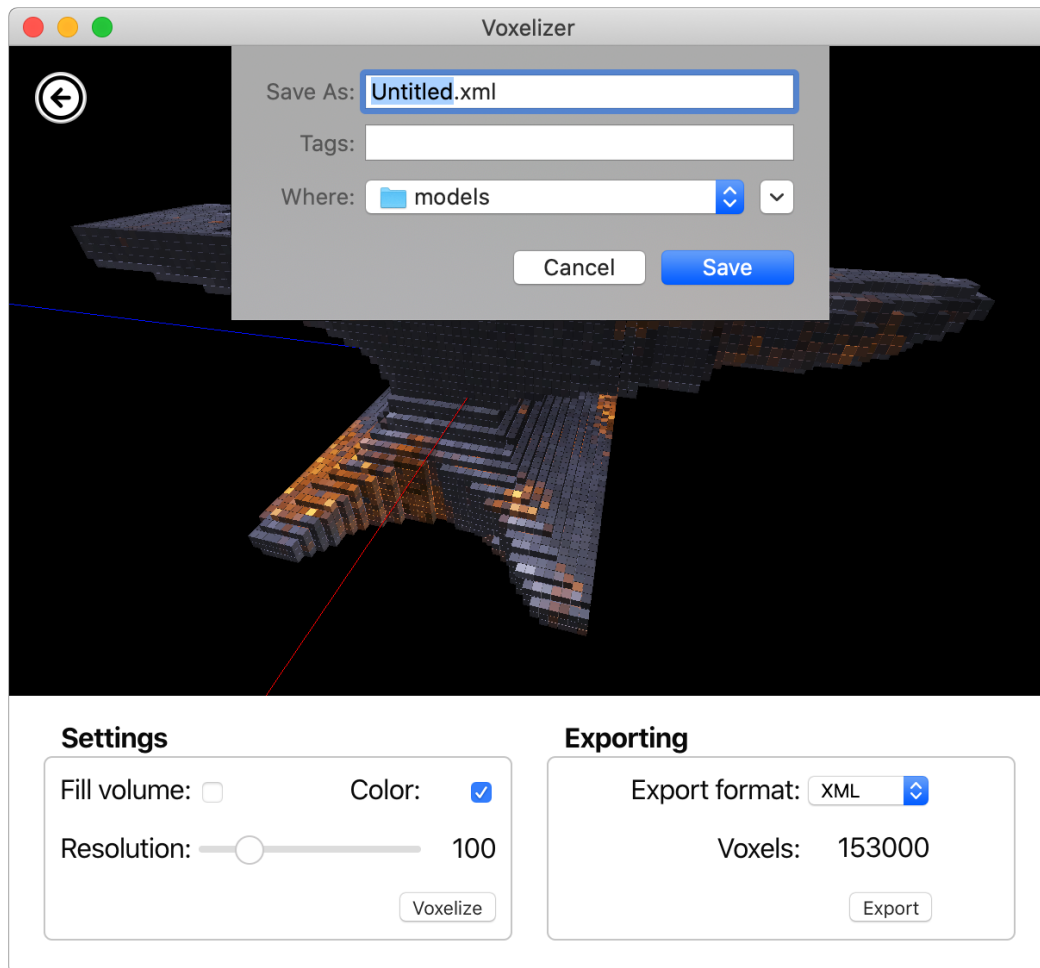 Voxelizer
Save As: Untitled.xml
Tags:
Where: models
Cancel Save
Settings
Fill volume: Color:
Resolution: 100
Voxelize
Exporting
Export format: XML
Voxels: 153000
Export